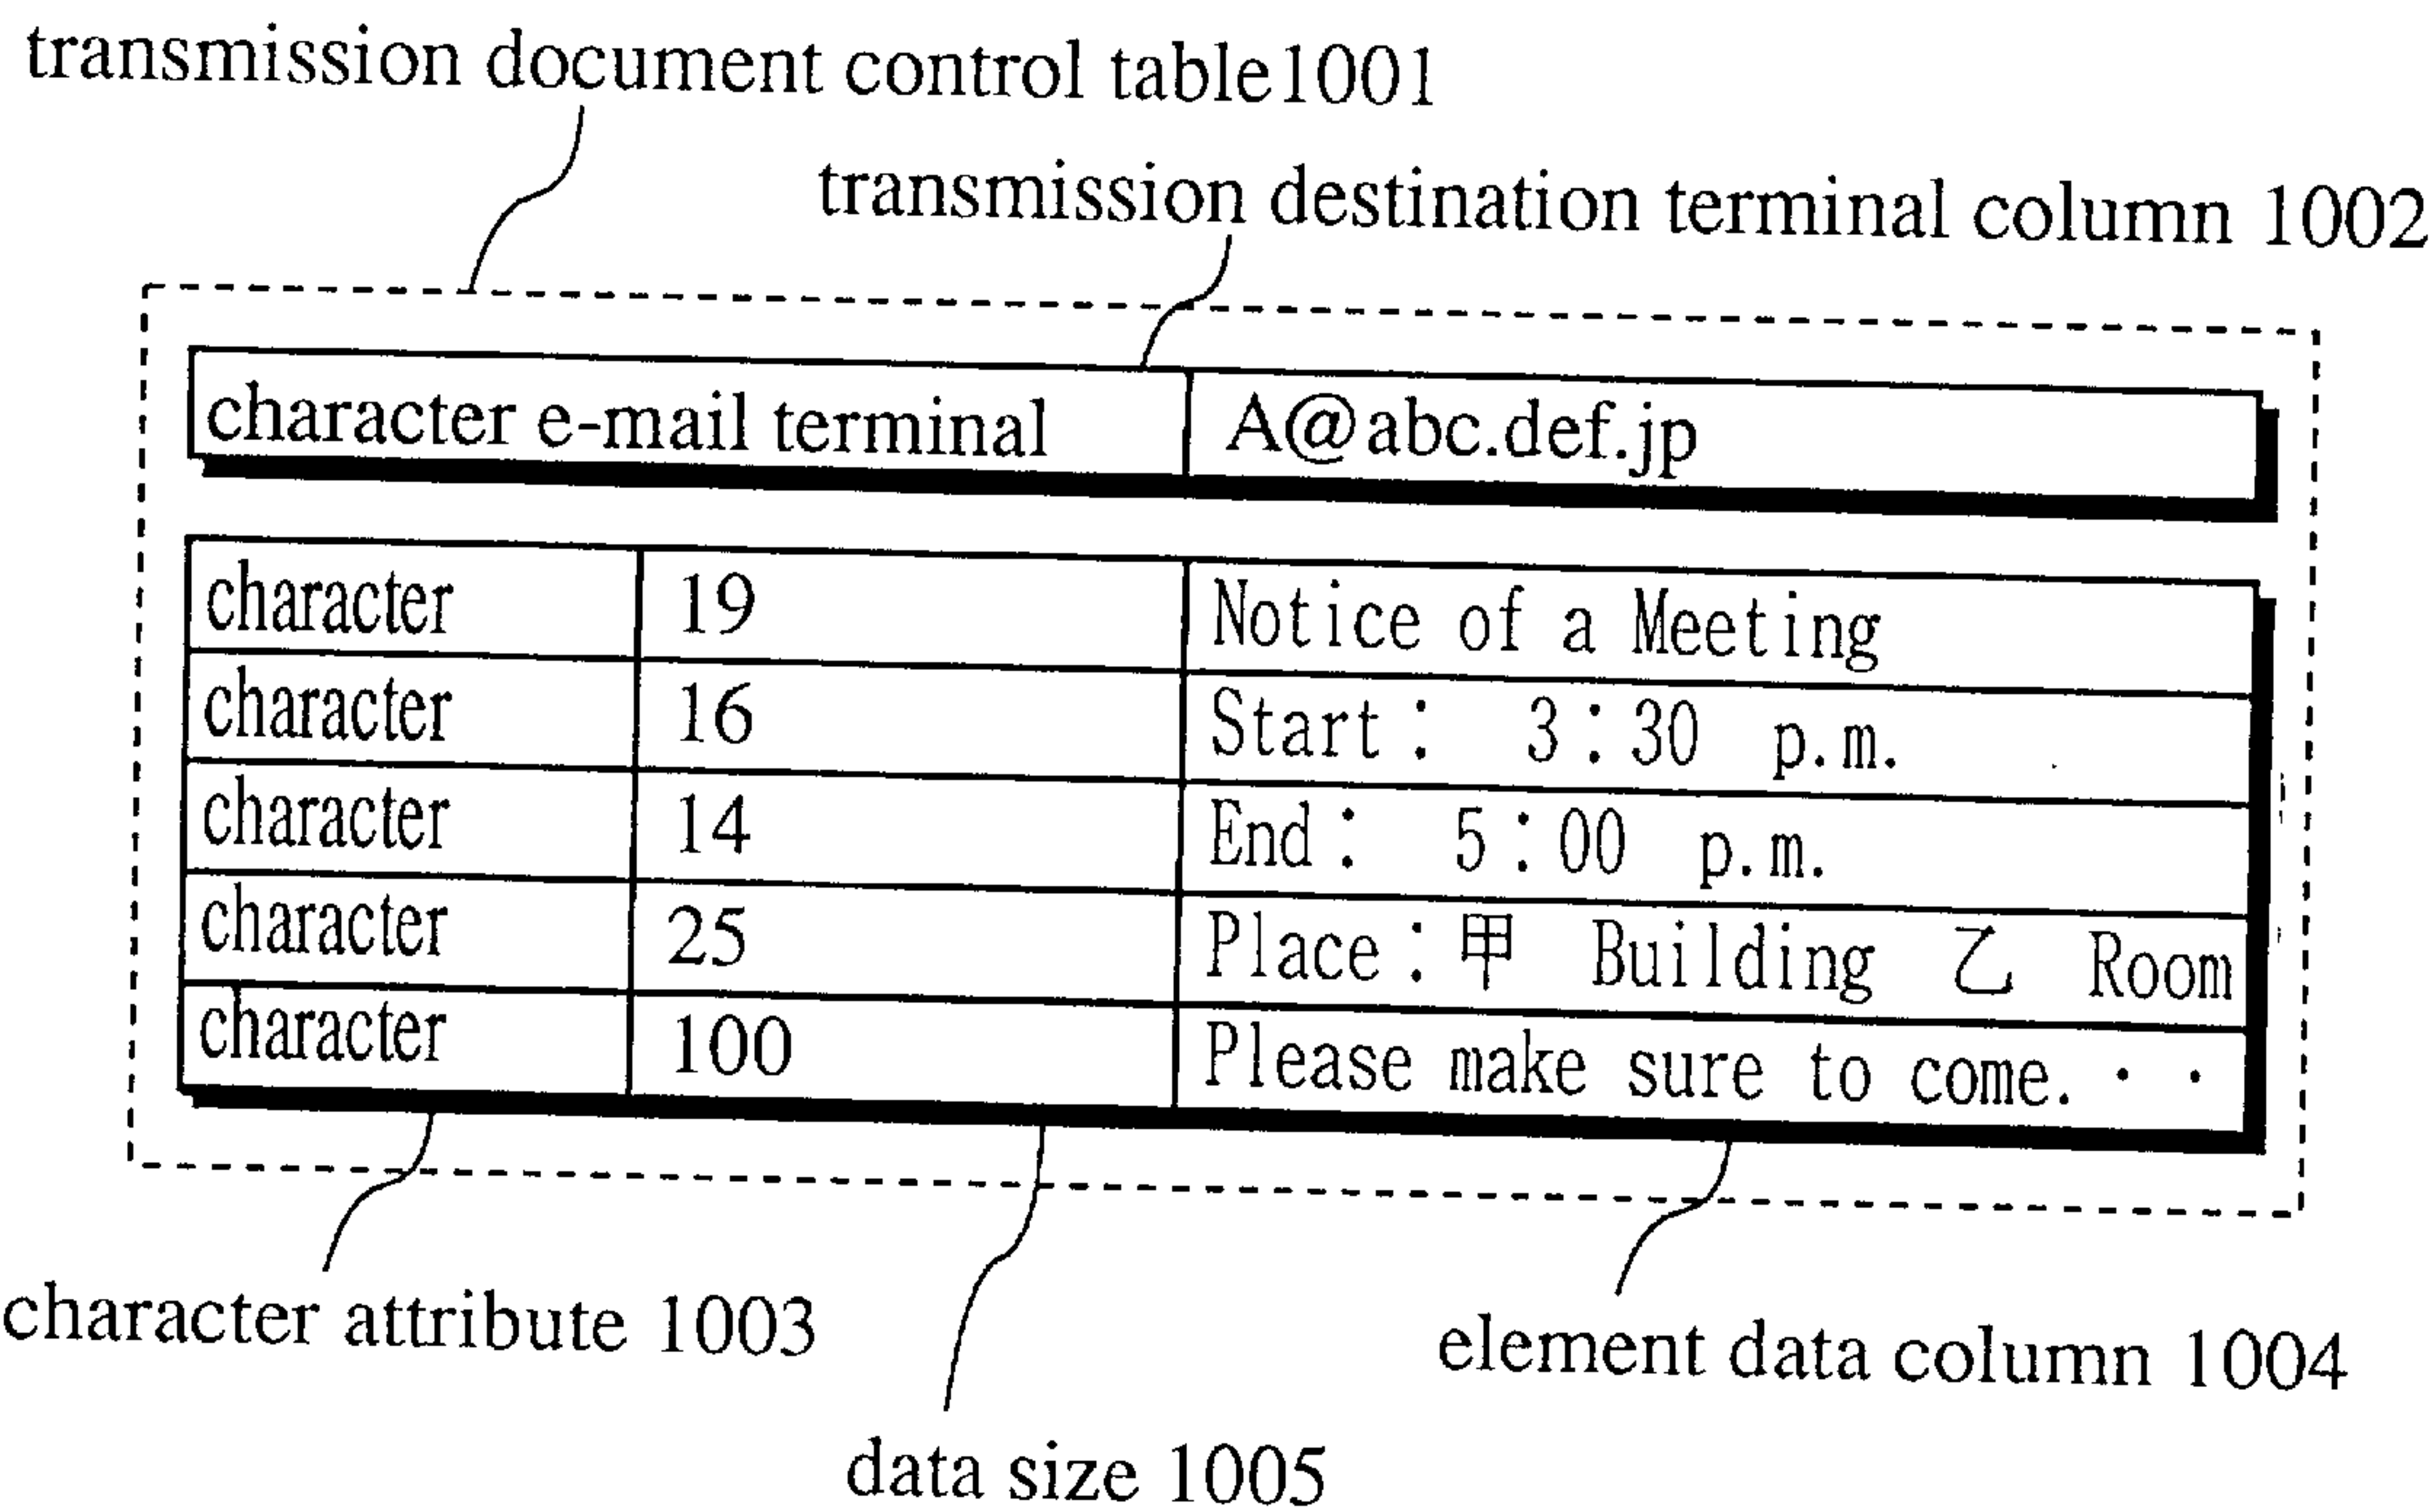 transmission document control table1001
transmission destination terminal column 1002
character e-mail terminal A@abc.def.jp
character 19 Notice of a Meeting
character 16 Start： 3：30 p.m.
character 14 End： 5：00 p.m.
character 25 Place：甲 Building 乙 Room
character 100 Please make sure to come.・・
character attribute 1003
element data column 1004
data size 1005